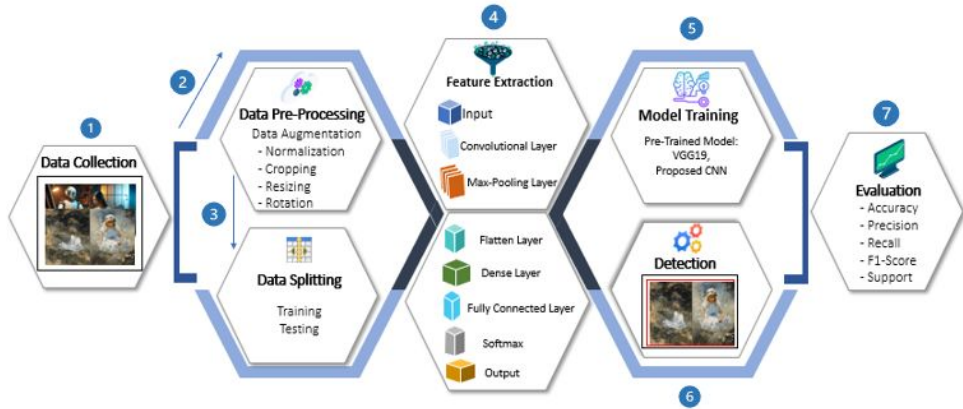 1
Data Collection
2
Data Pre-Processing
Data Augmentation
- Normalization
- Cropping
- Resizing
- Rotation
3
Data Splitting
Training
Testing
4
Feature Extraction
Input
Convolutional Layer
Max-Pooling Layer
Flatten Layer
Dense Layer
Fully Connected Layer
Softmax
Output
5
Model Training
Pre-Trained Model:
VGG19,
Proposed CNN
Detection
6
7
Evaluation
- Accuracy
- Precision
- Recall
- F1-Score
- Support